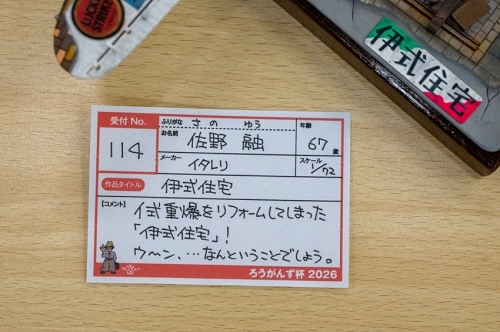 LUCKY
STRIKE
伊式住宅
受付 No.
114
ふりがな さの ゆう
お名前 佐野 融
年齢 67 歳
メーカー イタレリ
スケール 1/72
作品タイトル 伊式住宅
【コメント】 イ式重爆をリフォームしてしまった
「伊式住宅」!
ウ〜ン、…なんということでしょう。
ろうがんず杯 2026